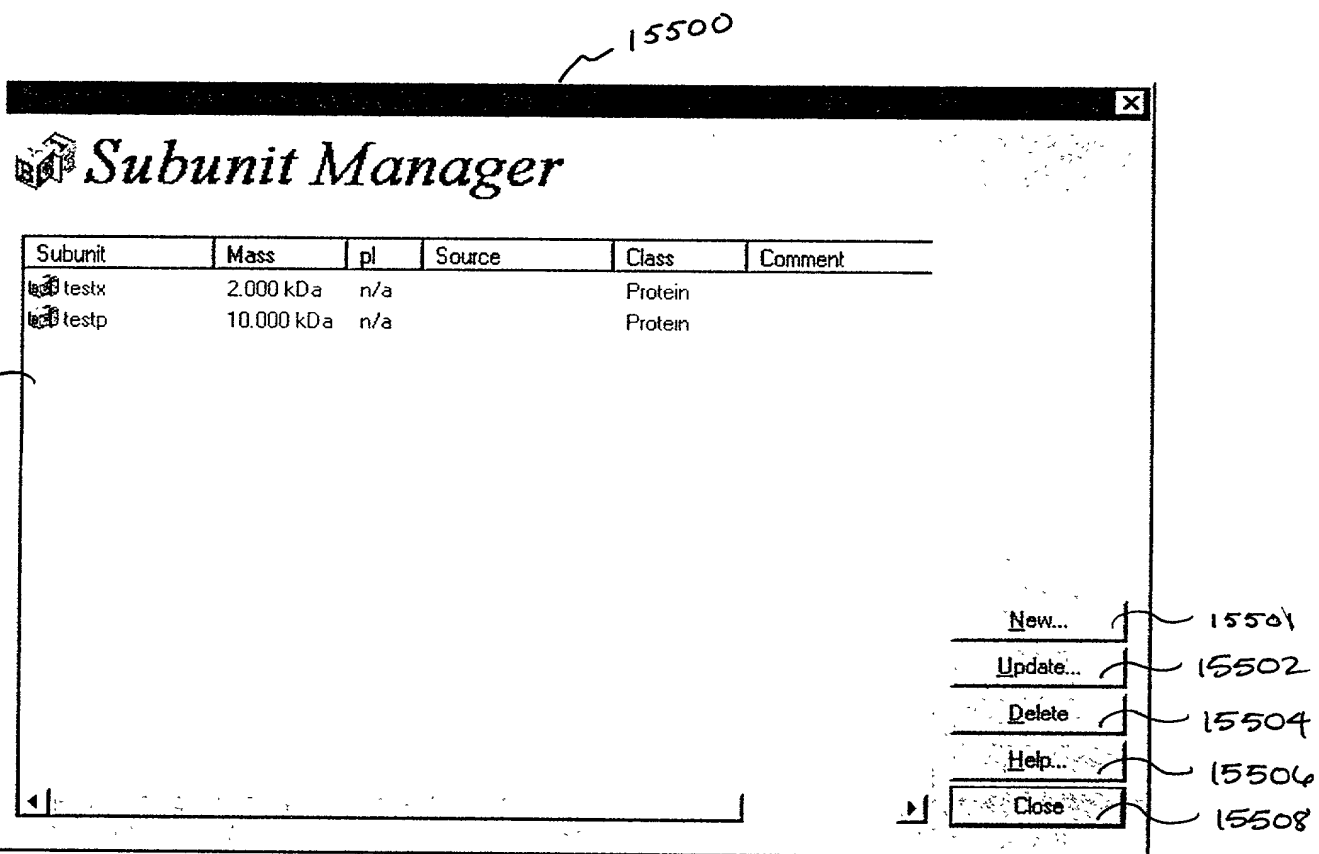 15500
Subunit Manager
Subunit Mass pI Source Class Comment
testx 2.000 kDa n/a Protein
testp 10.000 kDa n/a Protein
New... 15501
Update... 15502
Delete 15504
Help... 15506
Close 15508